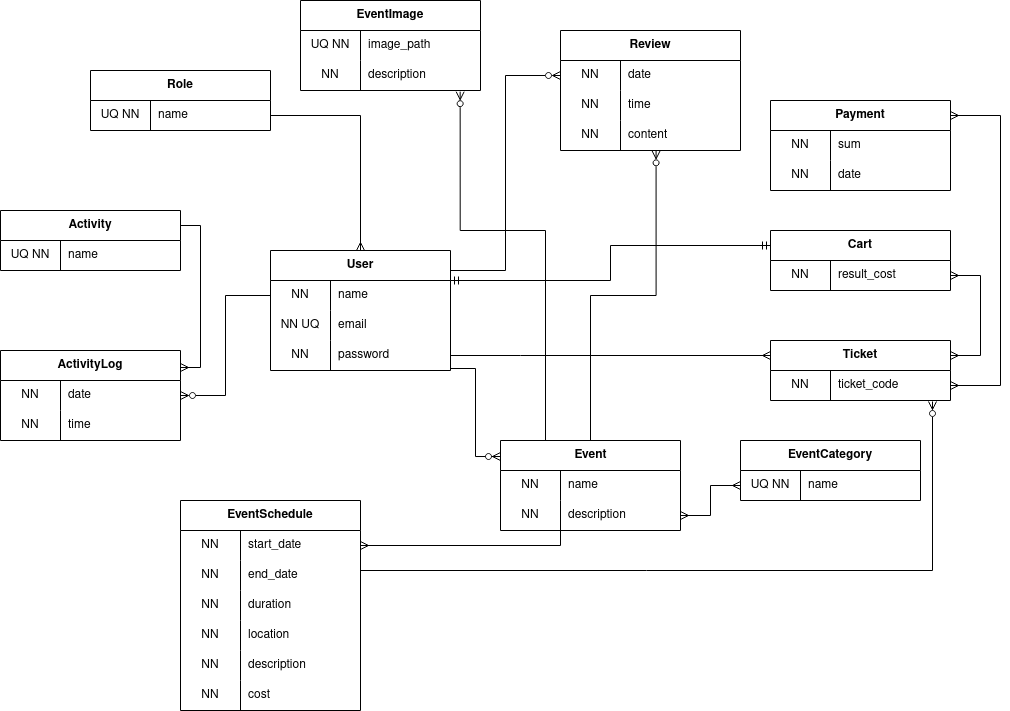 EventImage
UQ NN image_path
NN description
Review
NN date
NN time
NN content
Role
UQ NN name
Payment
NN sum
NN date
Activity
UQ NN name
Cart
NN result_cost
User
NN name
NN UQ email
NN password
ActivityLog
NN date
NN time
Ticket
NN ticket_code
Event
NN name
NN description
EventCategory
UQ NN name
EventSchedule
NN start_date
NN end_date
NN duration
NN location
NN description
NN cost